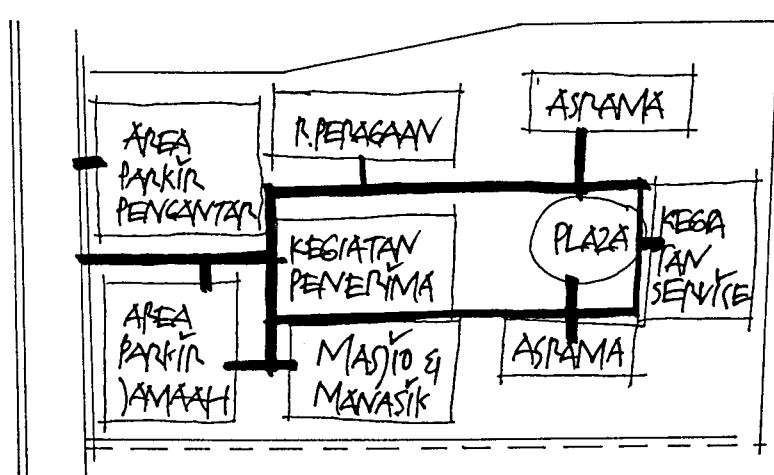 AREA
PARKIR
PENGANTAR
R.PERAGAAN
ASRAMA
KEGIATAN
PENERIMA
PLAZA
KEGIA
TAN
SERVICE
AREA
PARKIR
JAMAAH
MASJID &
MANASIK
ASRAMA